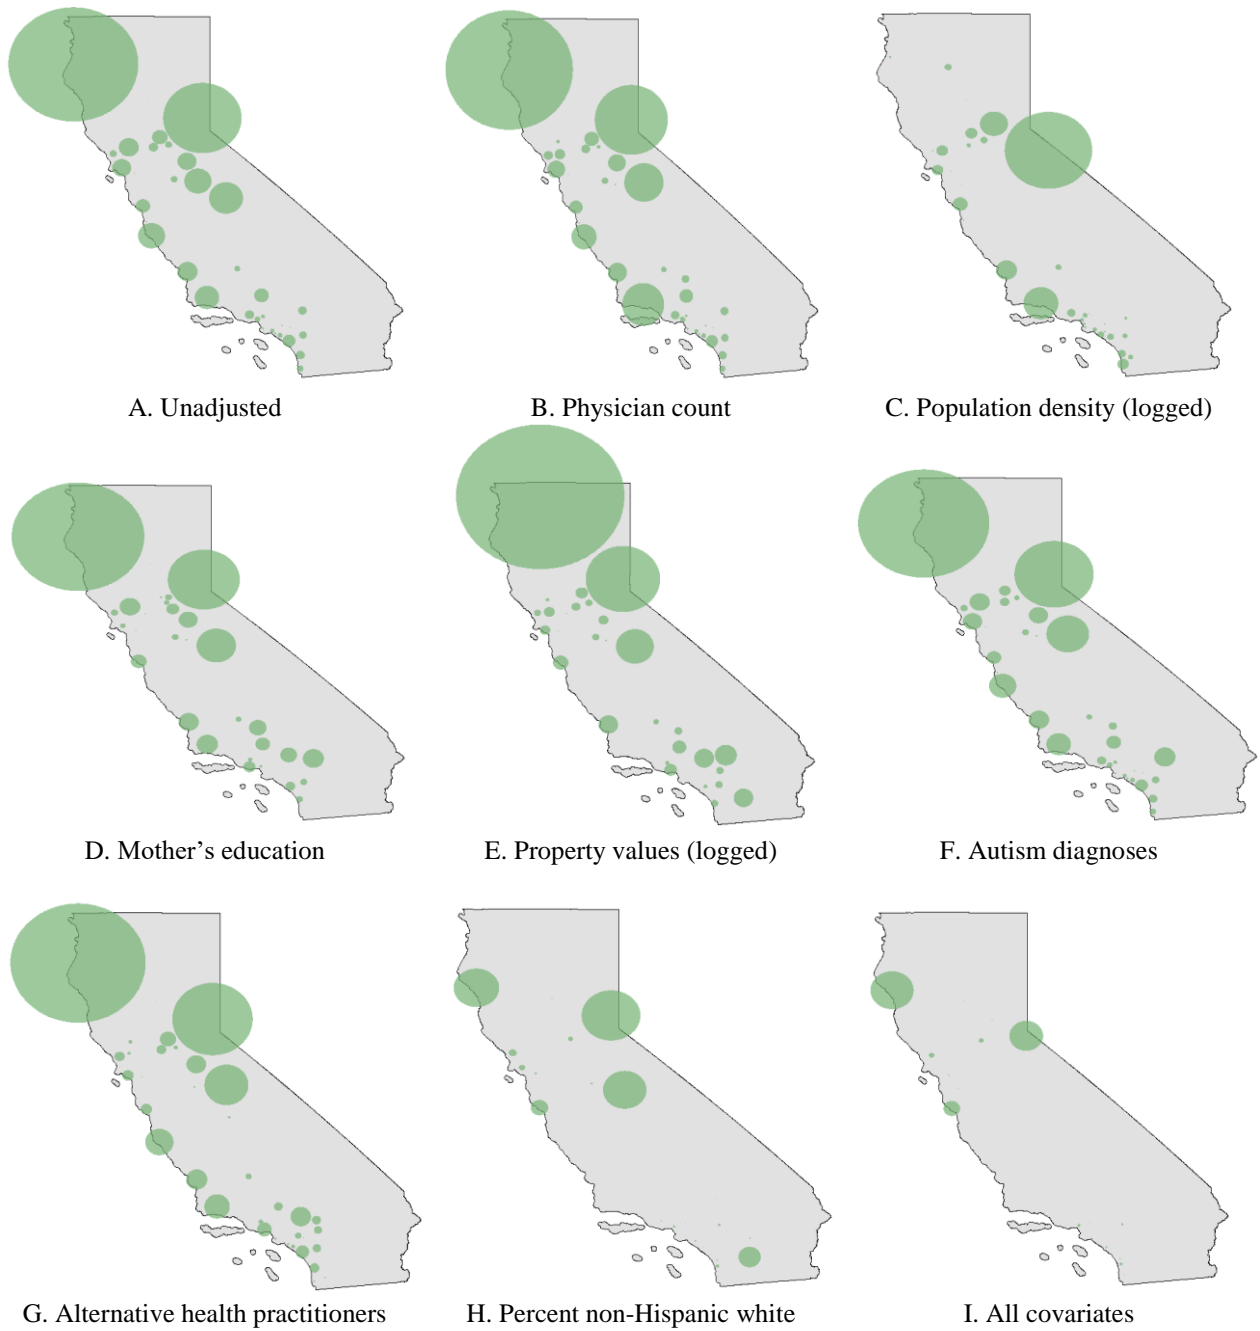 A. Unadjusted
B. Physician count
C. Population density (logged)
D. Mother’s education
E. Property values (logged)
F. Autism diagnoses
G. Alternative health practitioners
H. Percent non-Hispanic white
I. All covariates